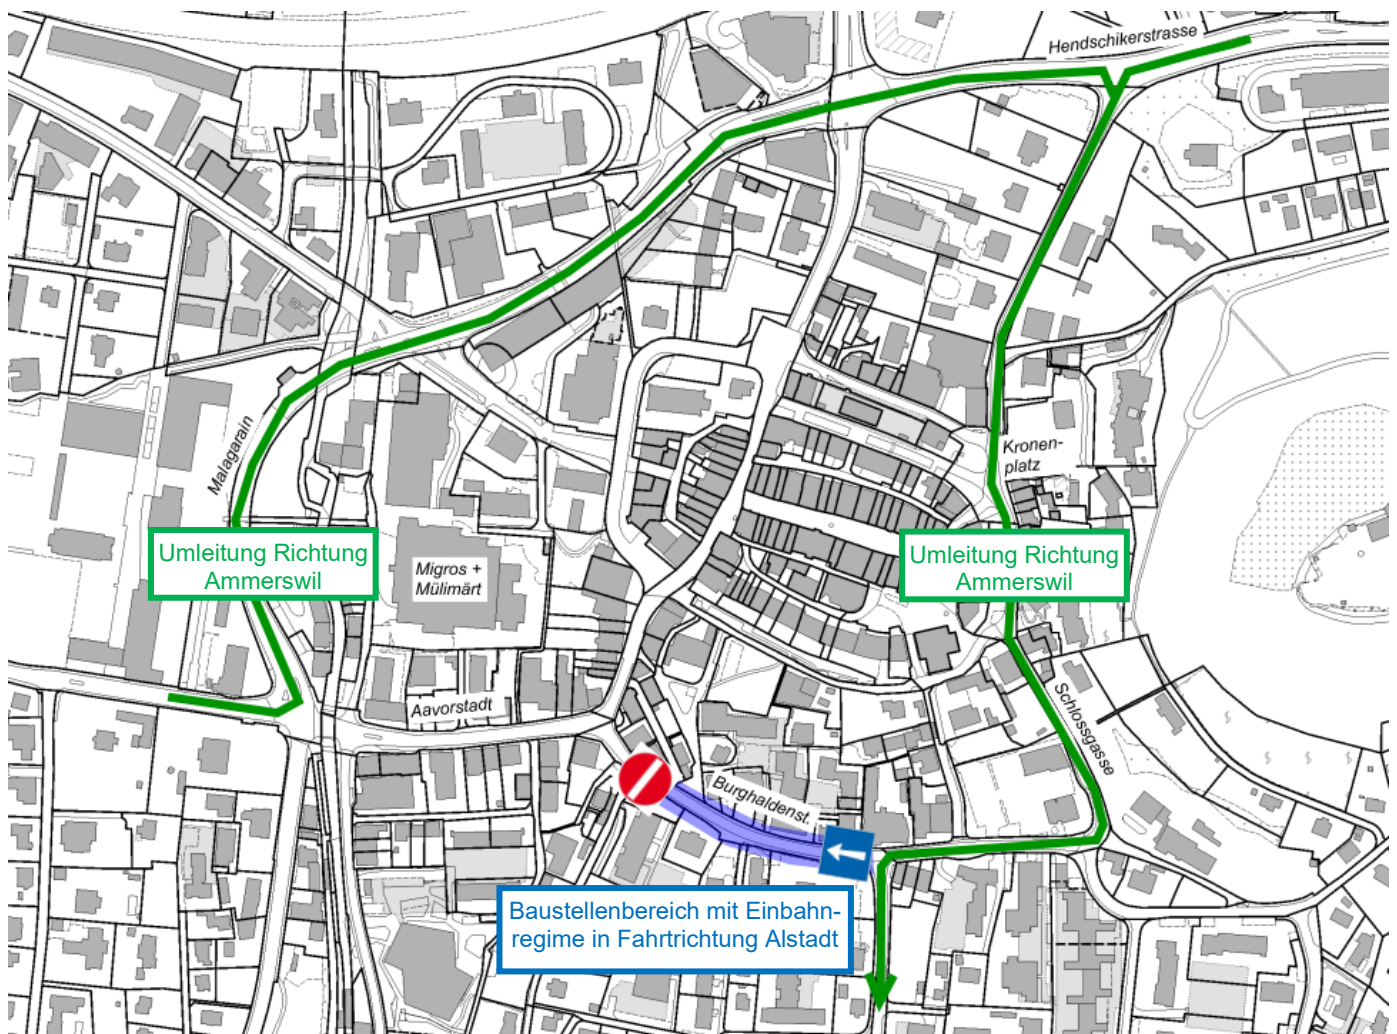 Hendschikerstrasse
Malagarain
Kronen-
platz
Umleitung Richtung
Ammerswil
Migros +
Mülimärt
Umleitung Richtung
Ammerswil
Aavorstadt
Schlossgasse
Burghaldenst.
Baustellenbereich mit Einbahn-
regime in Fahrtrichtung Alstadt